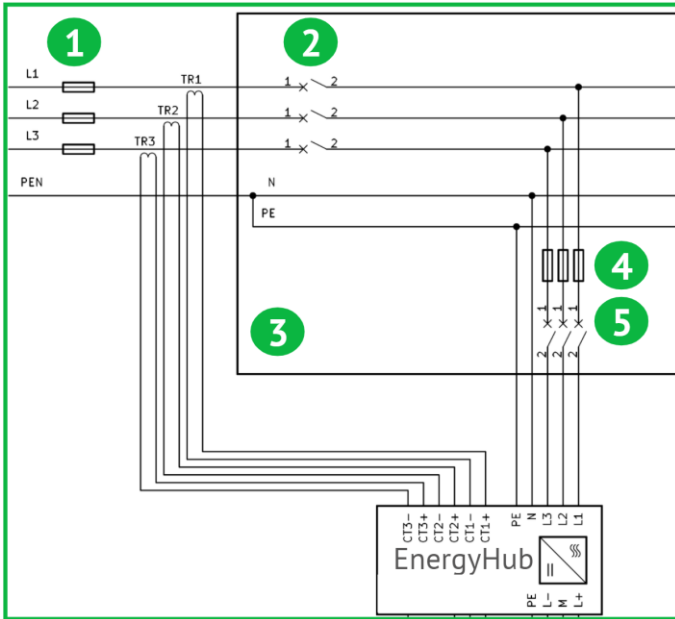 1
2
L1
TR1
1
2
L2
TR2
1
2
L3
TR3
1
2
PEN
N
PE
4
1
1
1
5
3
2
2
2
CT3-
CT3+
CT2-
CT2+
CT1-
CT1+
PE
N
L3
L2
L1
EnergyHub
PE
L-
M
L+